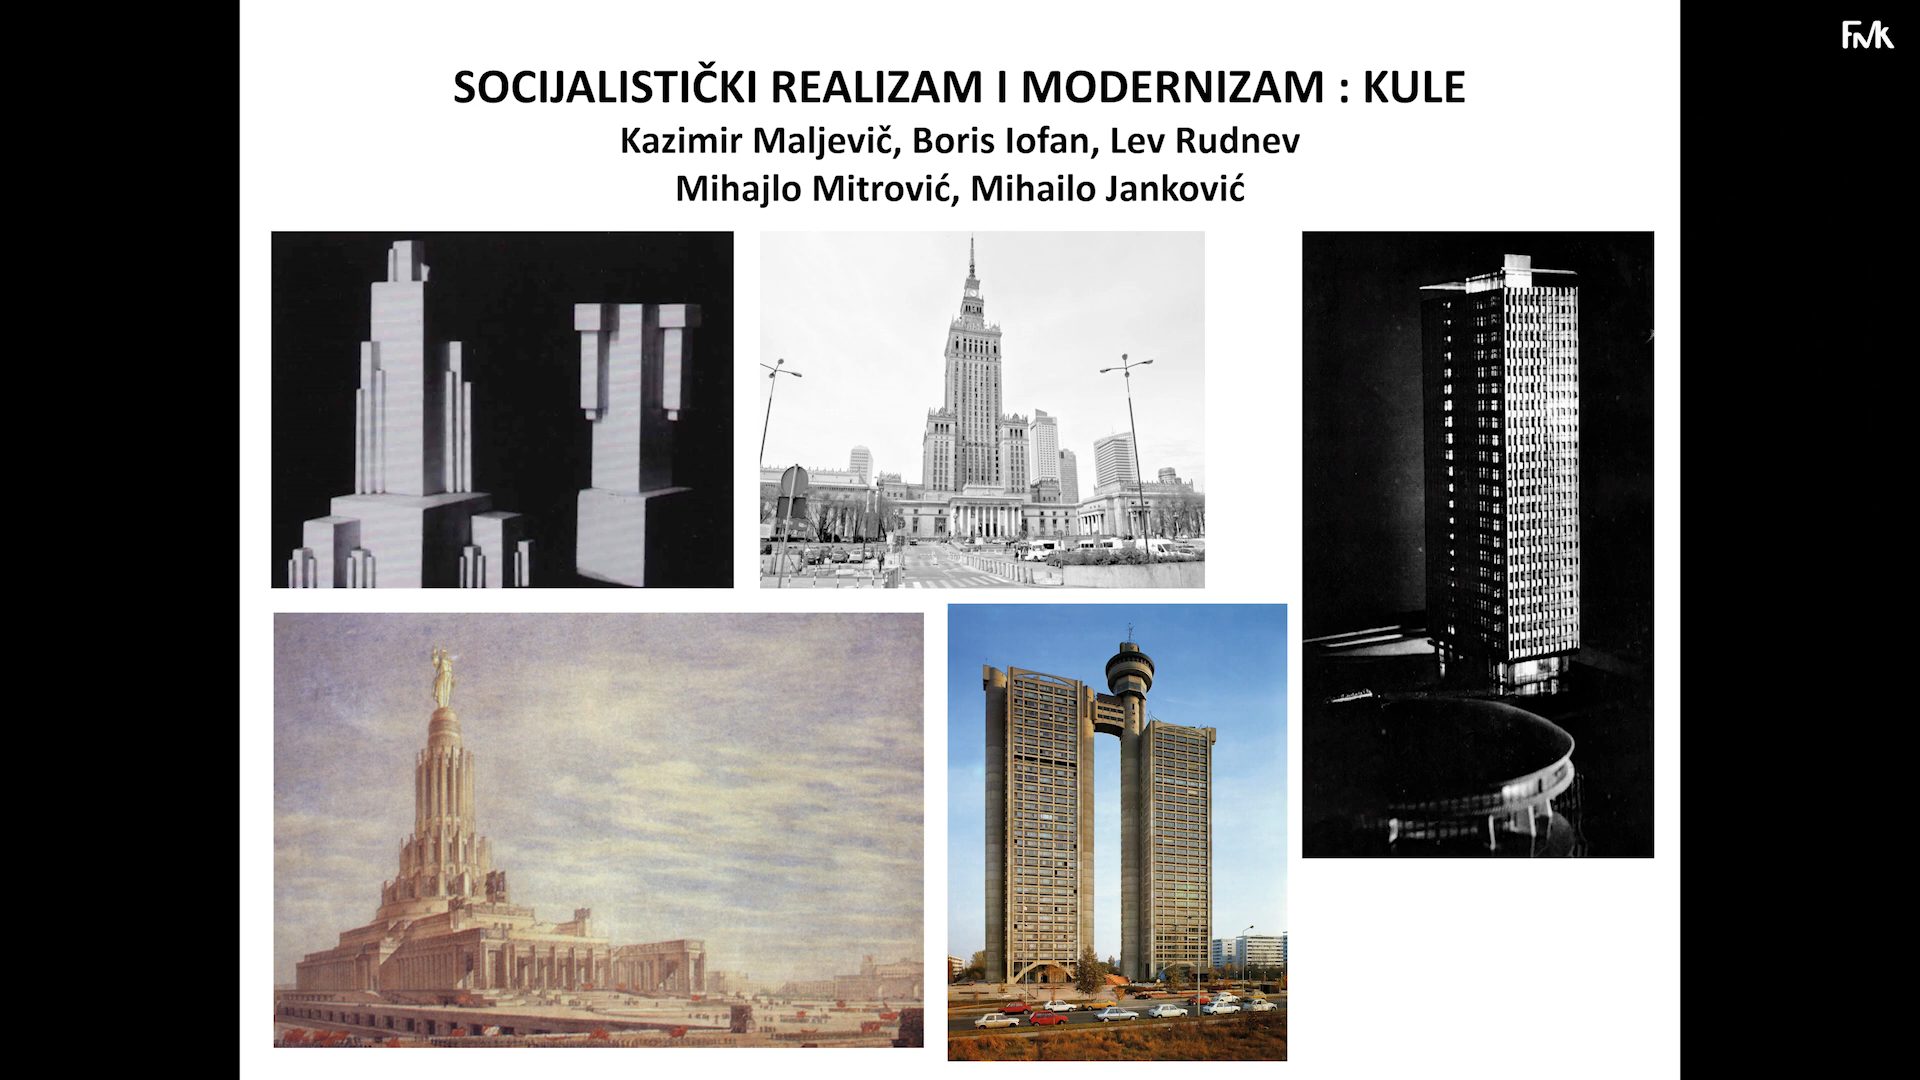 FMK
SOCIJALISTIČKI REALIZAM I MODERNIZAM : KULE
Kazimir Maljevič, Boris Iofan, Lev Rudnev
Mihajlo Mitrović, Mihailo Janković